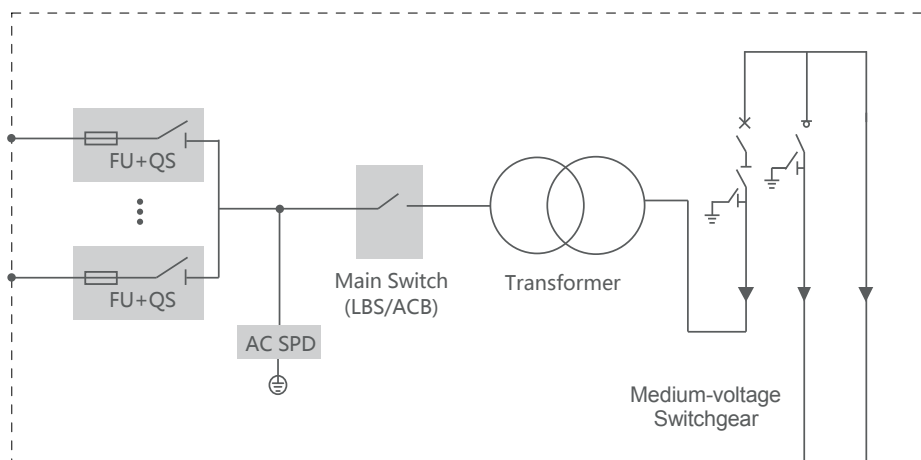 FU+QS
FU+QS
Main Switch
(LBS/ACB)
Transformer
AC SPD
Medium-voltage
Switchgear